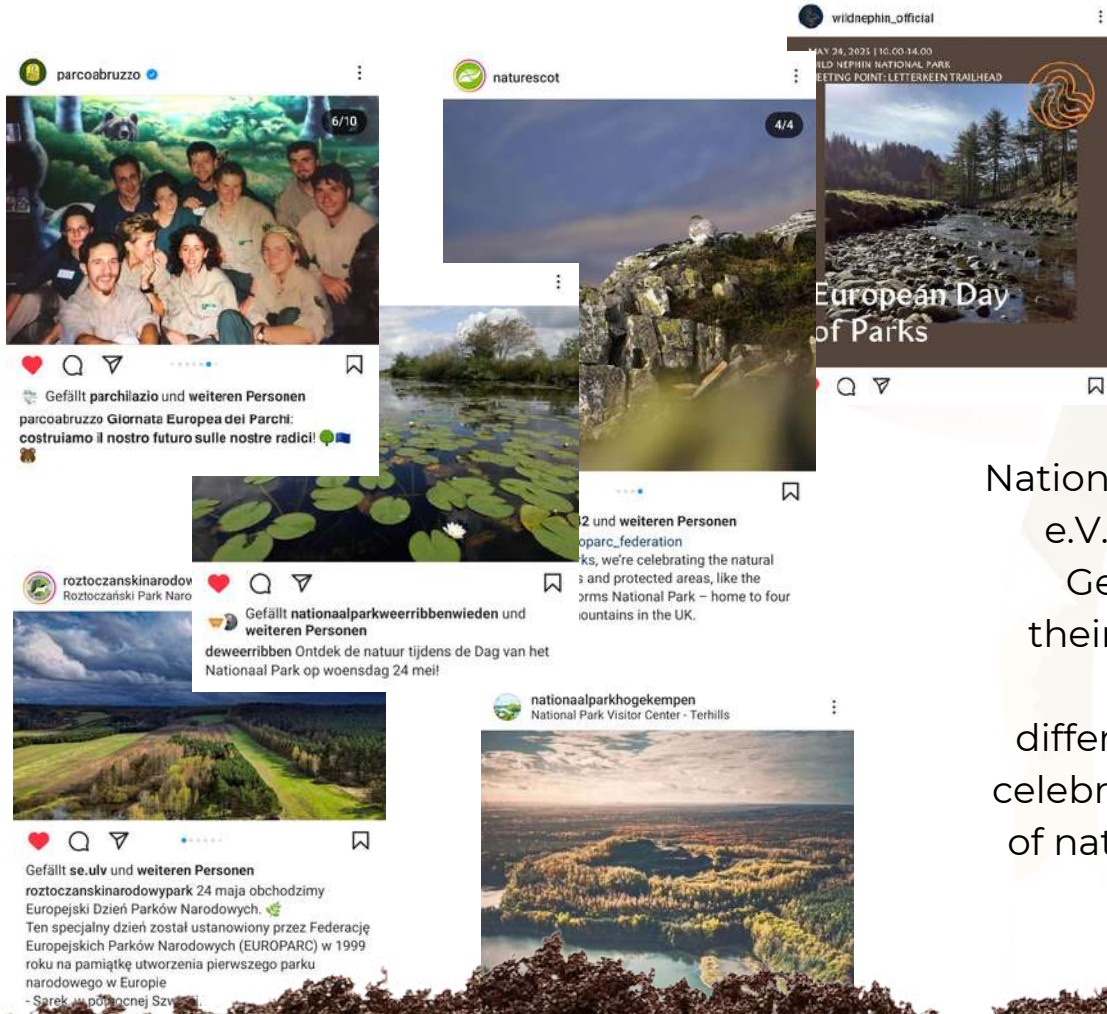 parcoabruzzo
6/10
Gefällt parchilazio und weiteren Personen
parcoabruzzo Giornata Europea dei Parchi:
costruiamo il nostro futuro sulle nostre radici!
naturescot
4/4
und weiteren Personen
oparc_federation
rks, we're celebrating the natural
s and protected areas, like the
orms National Park – home to four
ountains in the UK.
wildnephin_official
MAY 24, 2023 | 10.00-14.00
WILD NEPHIN NATIONAL PARK
MEETING POINT: LETTERKEEN TRAILHEAD
European Day
of Parks
Gefällt nationaalparkweerribbenwieden und
weiteren Personen
deweerribben Ontdek de natuur tijdens de Dag van het
Nationaal Park op woensdag 24 mei!
roztoczanskinarodow
Roztoczański Park Naro
Gefällt se.ulv und weiteren Personen
roztoczanskinarodowypark 24 maja obchodzimy
Europejski Dzień Parków Narodowych.
Ten specjalny dzień został ustanowiony przez Federację
Europejskich Parków Narodowych (EUROPARC) w 1999
roku na pamiątkę utworzenia pierwszego parku
narodowego w Europie
- Sarek w północnej
nationaalparkhogekempen
National Park Visitor Center - Terhills
Nation
e.V.
Ge
their
differ
celebr
of nat